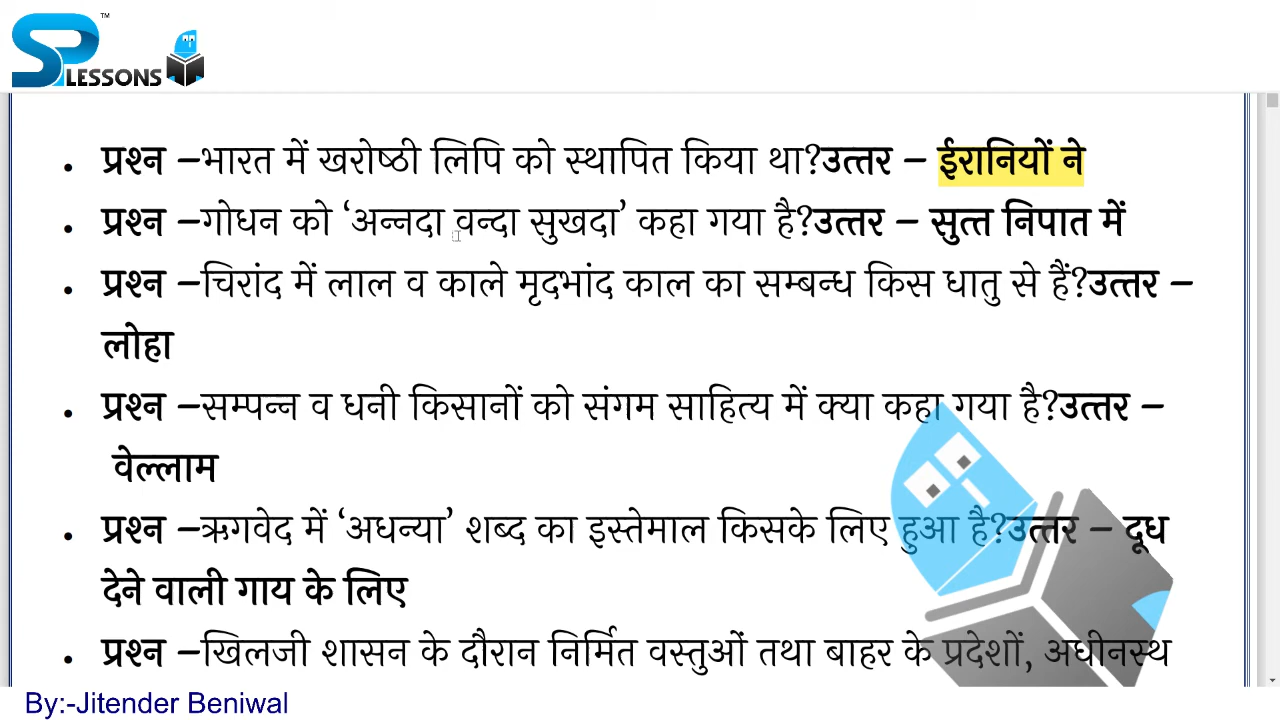 SP LESSONS ™
• प्रश्न –भारत में खरोष्ठी लिपि को स्थापित किया था?उत्तर – ईरानियों ने
• प्रश्न –गोधन को ‘अन्नदा वन्दा सुखदा’ कहा गया है?उत्तर – सुत्त निपात में
• प्रश्न –चिरांद में लाल व काले मृदभांद काल का सम्बन्ध किस धातु से हैं?उत्तर –
लोहा
• प्रश्न –सम्पन्न व धनी किसानों को संगम साहित्य में क्या कहा गया है?उत्तर –
वेल्लाम
• प्रश्न –ऋगवेद में ‘अधन्या’ शब्द का इस्तेमाल किसके लिए हुआ है?उत्तर – दूध
देने वाली गाय के लिए
• प्रश्न –खिलजी शासन के दौरान निर्मित वस्तुओं तथा बाहर के प्रदेशों, अधीनस्थ
By:-Jitender Beniwal